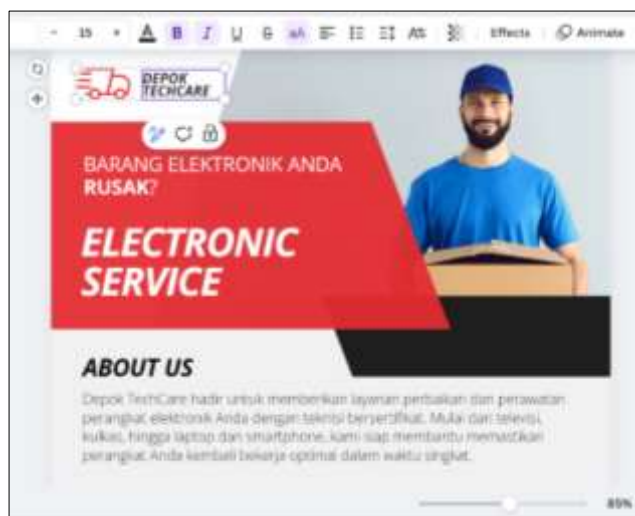 - 15 +
A B I U S aA
Effects
Animate
DEPOK
TECHCARE
BARANG ELEKTRONIK ANDA
RUSAK?
ELECTRONIC
SERVICE
ABOUT US
Depok TechCare hadir untuk memberikan layanan perbaikan dan perawatan
perangkat elektronik Anda dengan teknisi bersertifikat. Mulai dari televisi,
kulkas, hingga laptop dan smartphone, kami siap membantu memastikan
perangkat Anda kembali bekerja optimal dalam waktu singkat.
89%